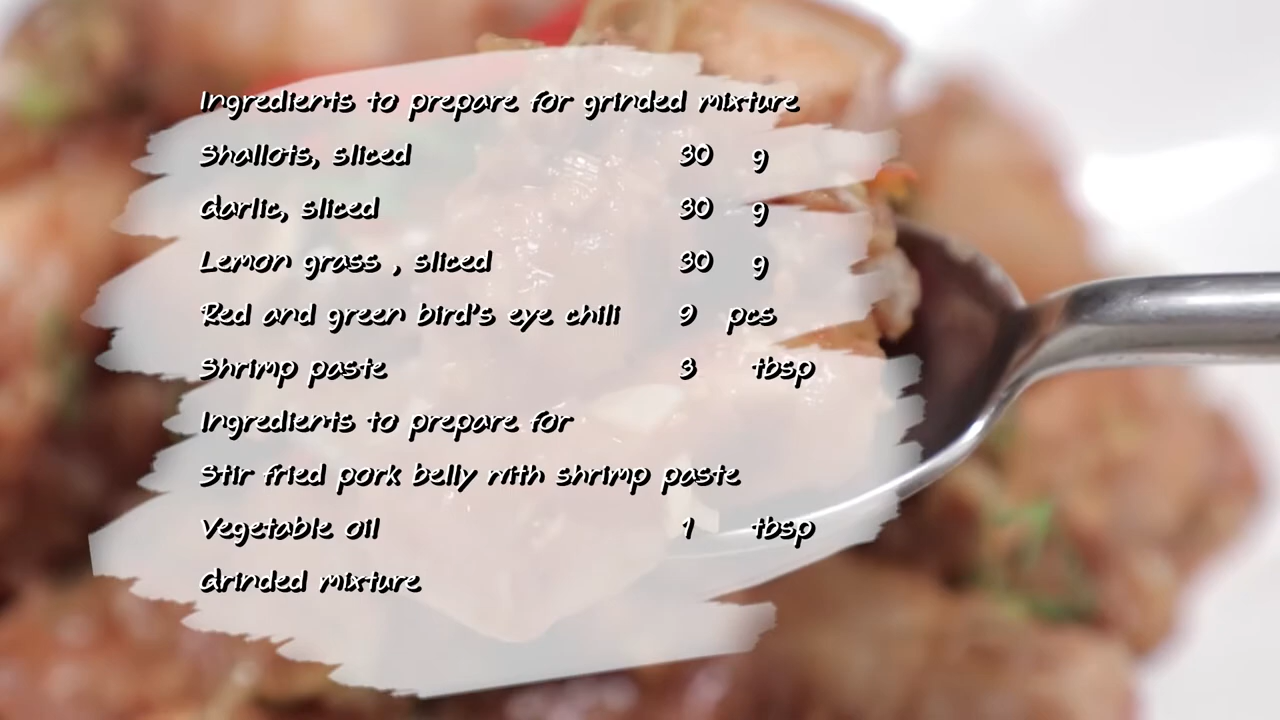 Ingredients to prepare for grinded mixture
Shallots, sliced 30 g
Garlic, sliced 30 g
Lemon grass , sliced 30 g
Red and green bird's eye chili 9 pcs
Shrimp paste 3 tbsp
Ingredients to prepare for
Stir fried pork belly with shrimp paste
Vegetable oil 1 tbsp
Grinded mixture